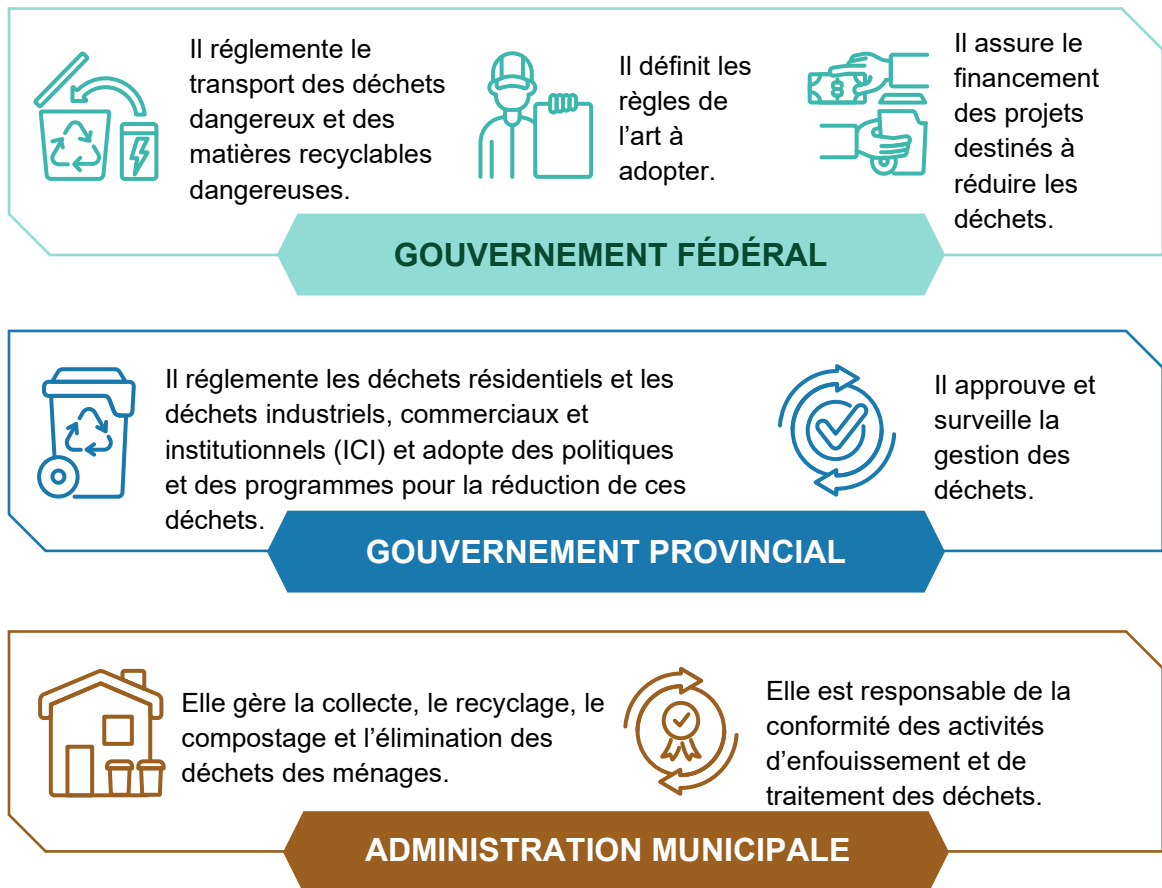 Il réglemente le
transport des déchets
dangereux et des
matières recyclables
dangereuses.
Il définit les
règles de
l’art à
adopter.
Il assure le
financement
des projets
destinés à
réduire les
déchets.
GOUVERNEMENT FÉDÉRAL
Il réglemente les déchets résidentiels et les
déchets industriels, commerciaux et
institutionnels (ICI) et adopte des politiques
et des programmes pour la réduction de ces
déchets.
Il approuve et
surveille la
gestion des
déchets.
GOUVERNEMENT PROVINCIAL
Elle gère la collecte, le recyclage, le
compostage et l’élimination des
déchets des ménages.
Elle est responsable de la
conformité des activités
d’enfouissement et de
traitement des déchets.
ADMINISTRATION MUNICIPALE